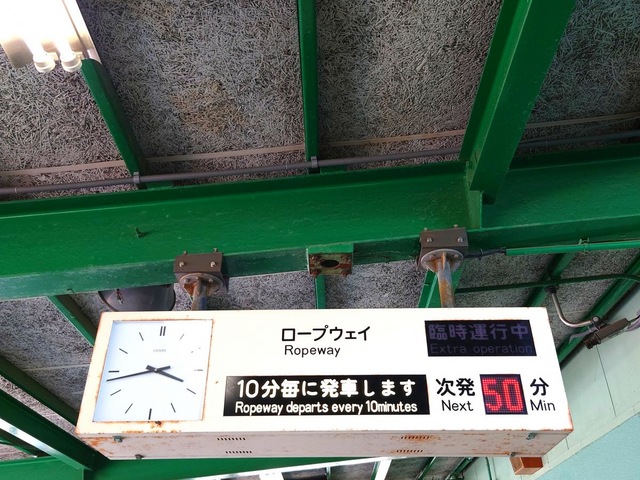 ロープウェイ
Ropeway
臨時運行中
Extra operation
10分毎に発車します
Ropeway departs every 10minutes
次発 50 分
Next Min